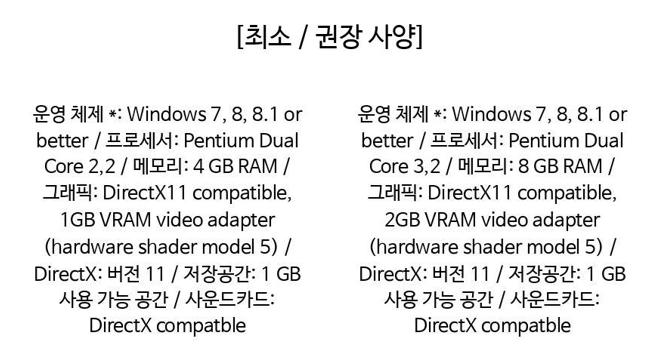 [최소 / 권장 사양]
운영 체제 *: Windows 7, 8, 8.1 or
better / 프로세서: Pentium Dual
Core 2,2 / 메모리: 4 GB RAM /
그래픽: DirectX11 compatible,
1GB VRAM video adapter
(hardware shader model 5) /
DirectX: 버전 11 / 저장공간: 1 GB
사용 가능 공간 / 사운드카드:
DirectX compatble
운영 체제 *: Windows 7, 8, 8.1 or
better / 프로세서: Pentium Dual
Core 3,2 / 메모리: 8 GB RAM /
그래픽: DirectX11 compatible,
2GB VRAM video adapter
(hardware shader model 5) /
DirectX: 버전 11 / 저장공간: 1 GB
사용 가능 공간 / 사운드카드:
DirectX compatble